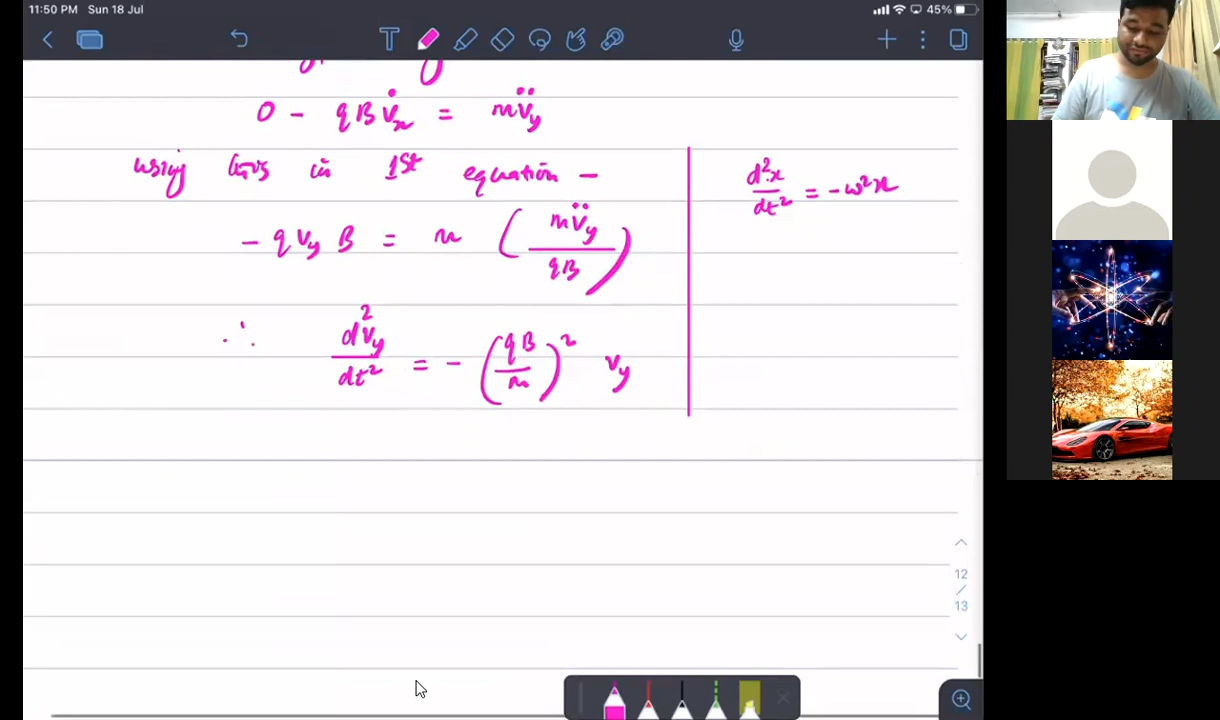 11:50 PM Sun 18 Jul 45%
0 - qBv̇ₓ = mv̈ᵧ
using this in 1st equation -
- qvᵧB = m (mv̈ᵧ / qB)
∴ d²vᵧ/dt² = - (qB/m)² vᵧ
d²x/dt² = -ω²x
T
12
/
13